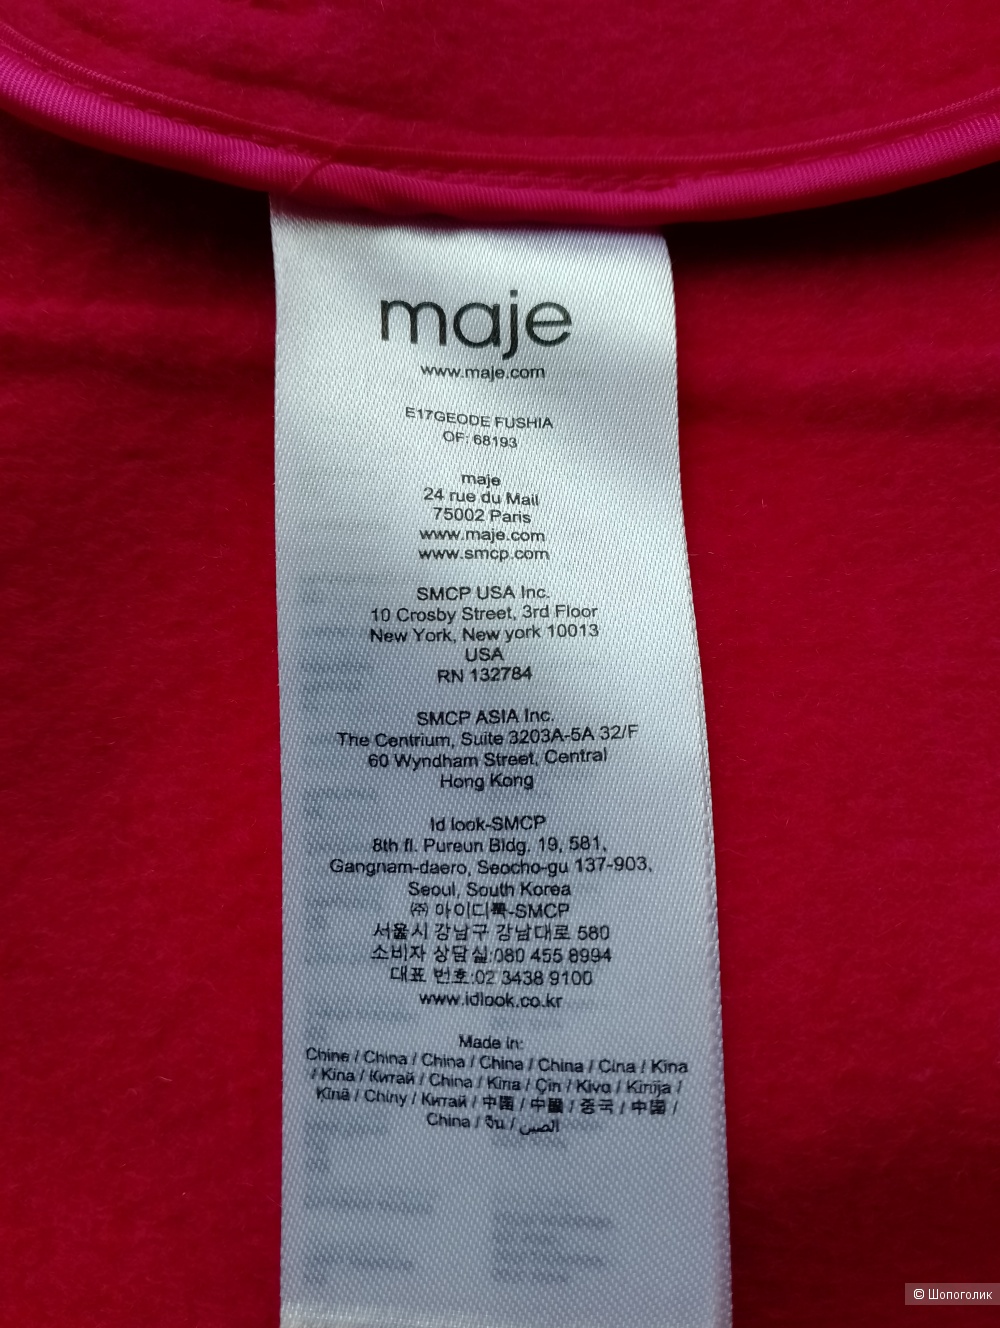 maje
www.maje.com
E17GEODE FUSHIA
OF: 68193
maje
24 rue du Mail
75002 Paris
www.maje.com
www.smcp.com
SMCP USA Inc.
10 Crosby Street, 3rd Floor
New York, New york 10013
USA
RN 132784
SMCP ASIA Inc.
The Centrium, Suite 3203A-5A 32/F
60 Wyndham Street, Central
Hong Kong
Id look-SMCP
8th fl. Pureun Bldg. 19, 581,
Gangnam-daero, Seocho-gu 137-903,
Seoul, South Korea
㈜ 아이디룩-SMCP
서울시 강남구 강남대로 580
소비자 상담실:080 455 8994
대표 번호:02 3438 9100
www.idlook.co.kr
Made in:
Chine / China / China / China / China / Cina / Kina
/ Kina / Китай / China / Kina / Çin / Kiva / Kinija /
Kīnā / Chiny / Китай / 中国 / 中國 / 중국 / 中国 /
China / จีน / الصين
© Шопоголик